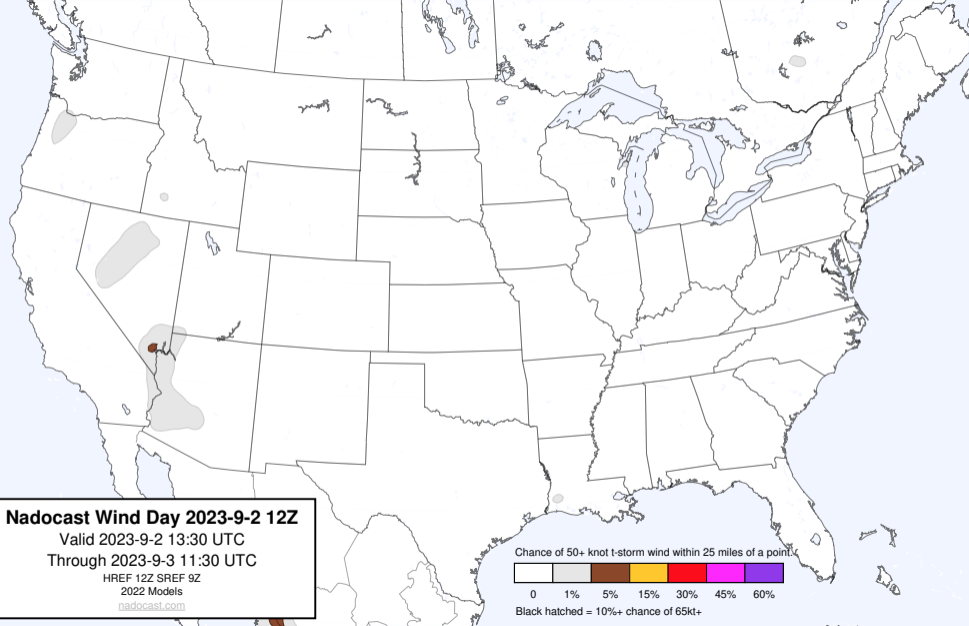 Nadocast Wind Day 2023-9-2 12Z
Valid 2023-9-2 13:30 UTC
Through 2023-9-3 11:30 UTC
HREF 12Z SREF 9Z
2022 Models
nadocast.com
Chance of 50+ knot t-storm wind within 25 miles of a point.
0 1% 5% 15% 30% 45% 60%
Black hatched = 10%+ chance of 65kt+